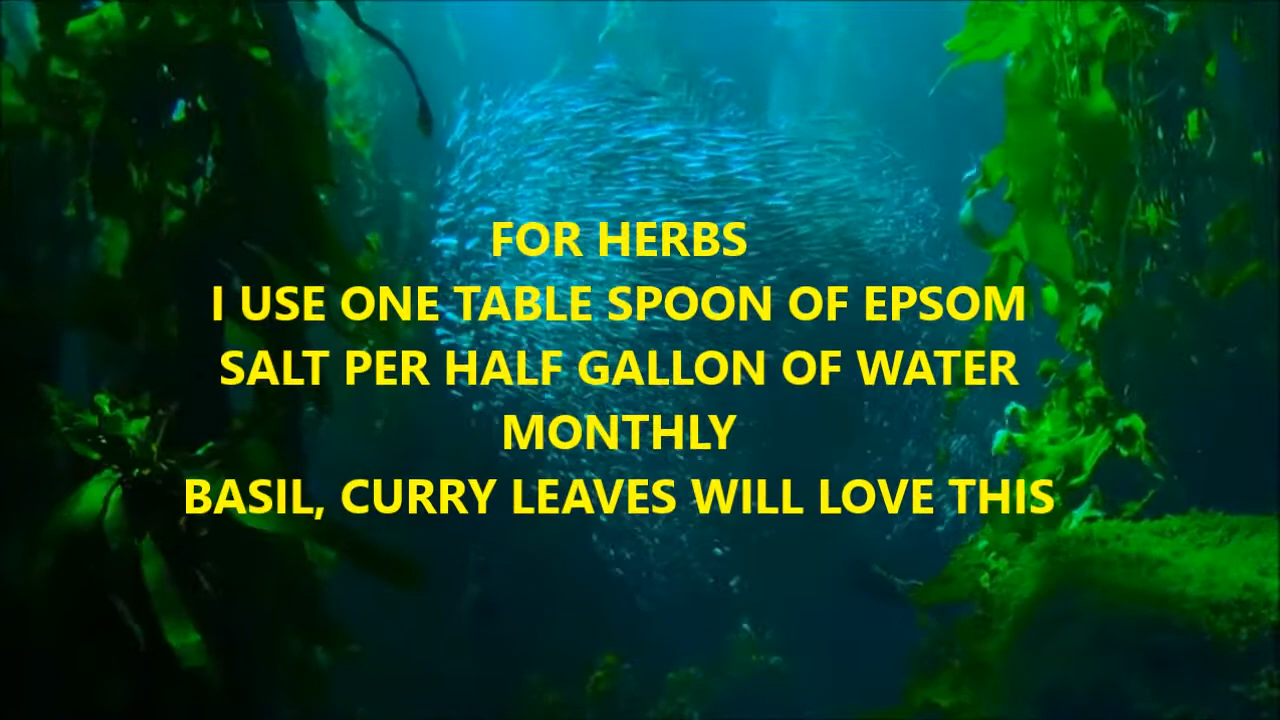 FOR HERBS
I USE ONE TABLE SPOON OF EPSOM
SALT PER HALF GALLON OF WATER
MONTHLY
BASIL, CURRY LEAVES WILL LOVE THIS